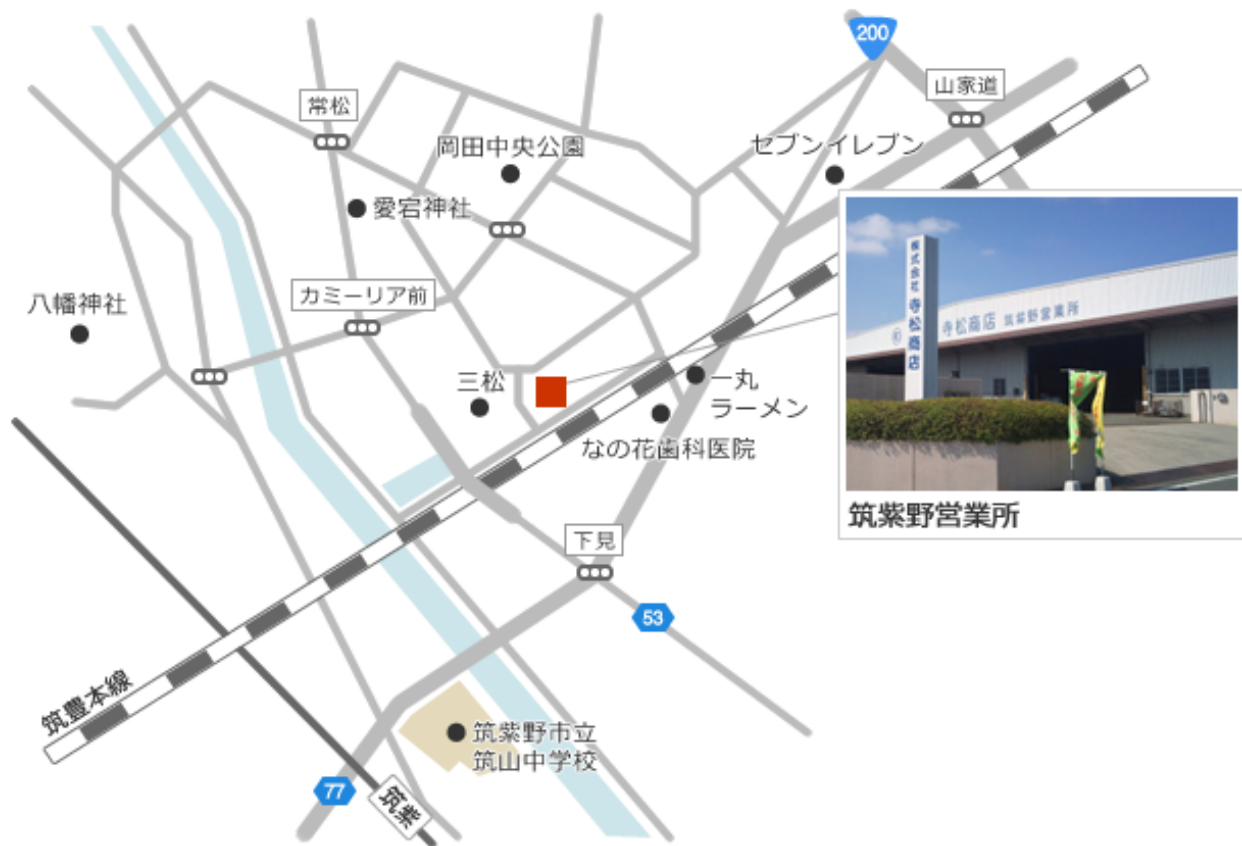 200
山家道
常松
岡田中央公園
セブンイレブン
愛宕神社
カミーリア前
八幡神社
三松
一丸
ラーメン
なの花歯科医院
株式会社 寺松商店
寺松商店 筑紫野営業所
筑紫野営業所
下見
53
筑豊本線
筑紫野市立
筑山中学校
77
筑紫